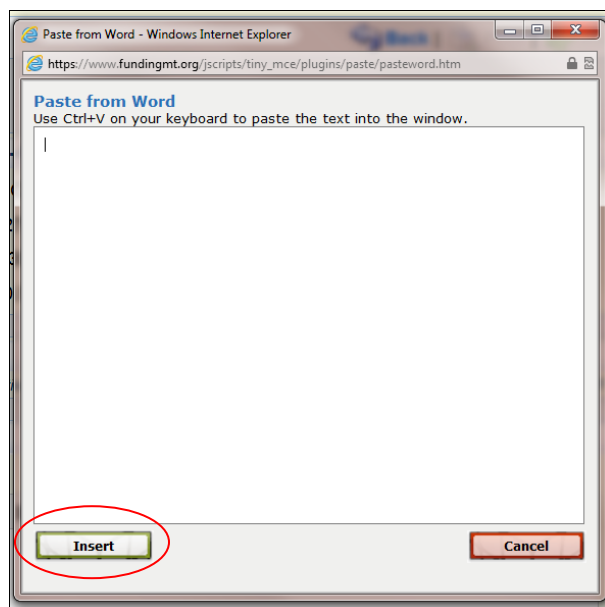 Paste from Word - Windows Internet Explorer
Back
https://www.fundingmt.org/jscripts/tiny_mce/plugins/paste/pasteword.htm
Paste from Word
Use Ctrl+V on your keyboard to paste the text into the window.
Insert
Cancel